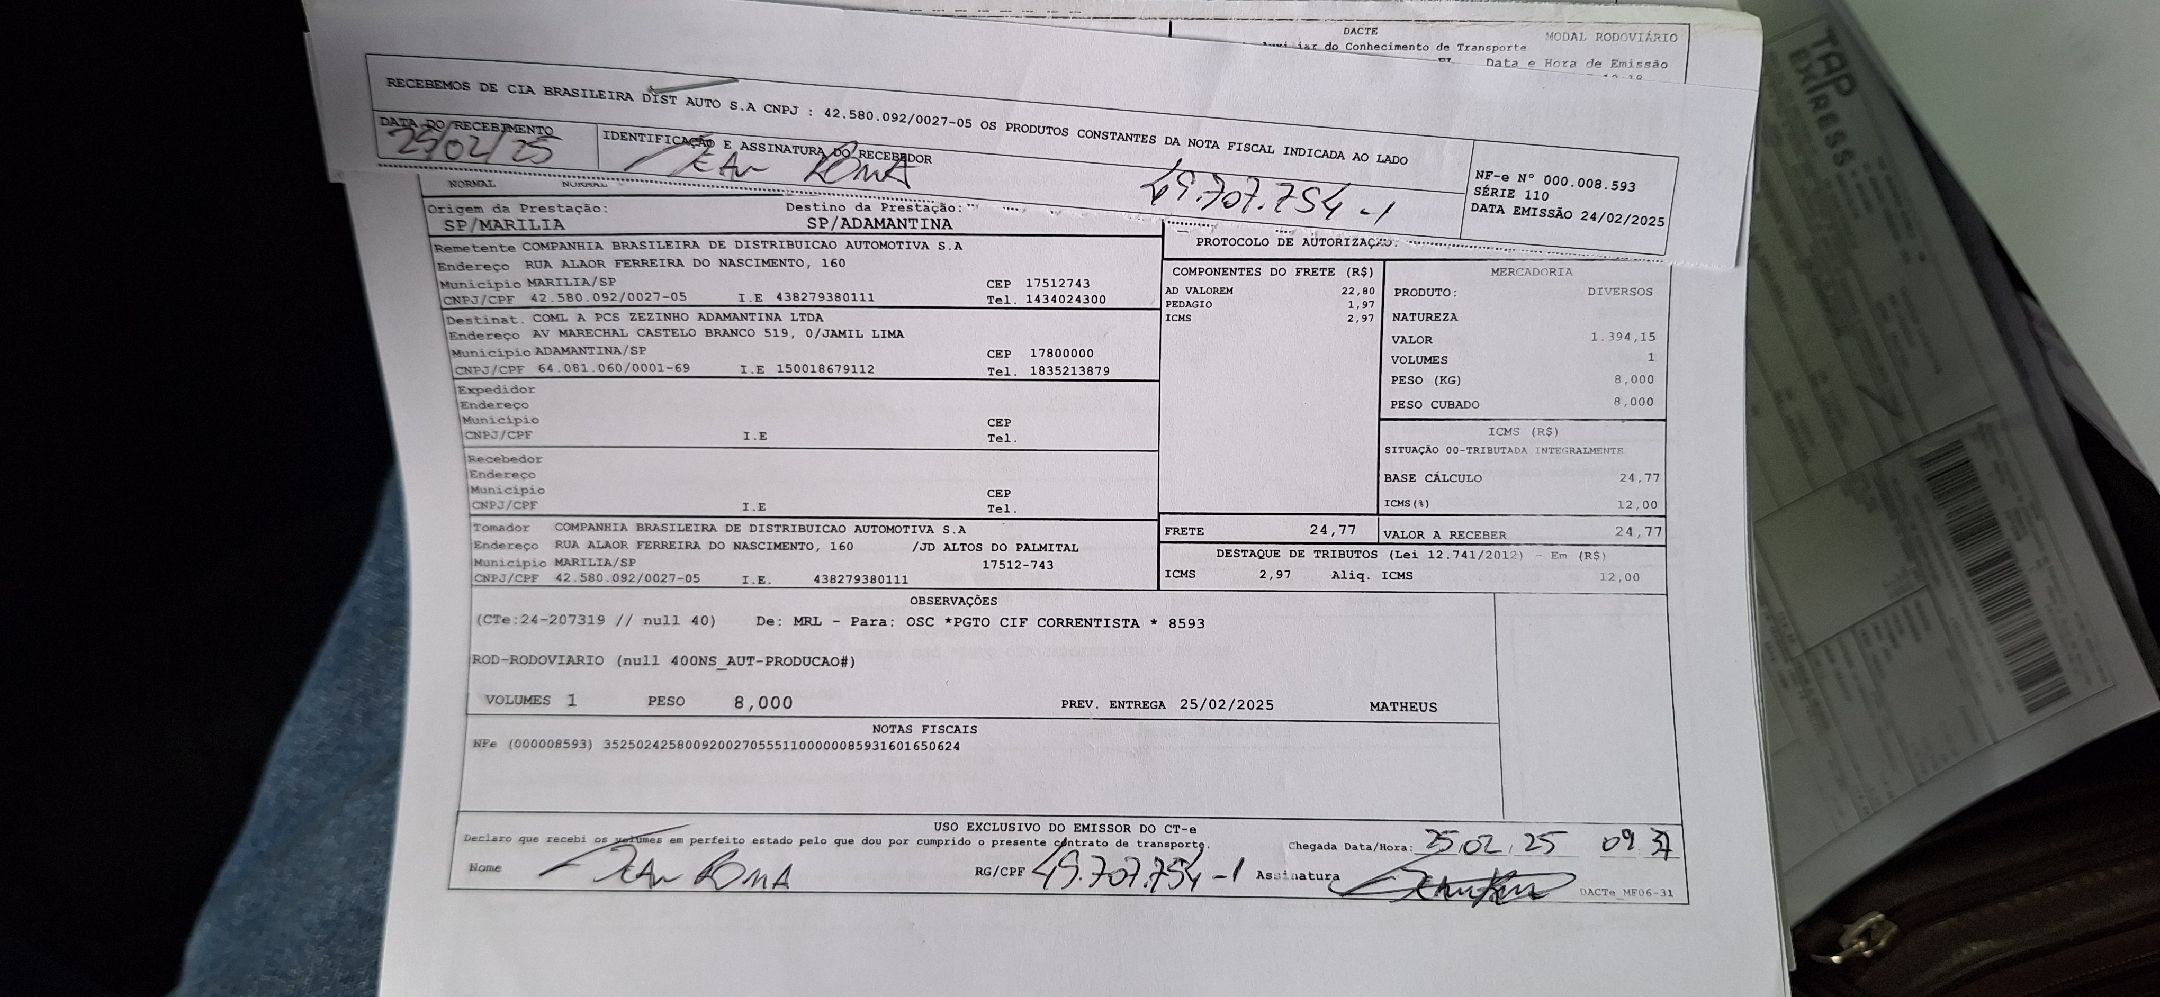 DACTE
MODAL RODOVIÁRIO
do Conhecimento de Transporte
Data e Hora de Emissão
RECEBEMOS DE CIA BRASILEIRA DIST AUTO S.A CNPJ : 42.580.092/0027-05 OS PRODUTOS CONSTANTES DA NOTA FISCAL INDICADA AO LADO
DATA DO RECEBIMENTO
25/02/25
IDENTIFICAÇÃO E ASSINATURA DO RECEBEDOR
JEAN ROMA
49.707.754-1
NF-e N° 000.008.593
SÉRIE 110
DATA EMISSÃO 24/02/2025
NORMAL NORMAL
Origem da Prestação: Destino da Prestação:
SP/MARILIA SP/ADAMANTINA
PROTOCOLO DE AUTORIZAÇÃO:
Remetente COMPANHIA BRASILEIRA DE DISTRIBUICAO AUTOMOTIVA S.A
Endereço RUA ALAOR FERREIRA DO NASCIMENTO, 160
Município MARILIA/SP CEP 17512743
CNPJ/CPF 42.580.092/0027-05 I.E 438279380111 Tel. 1434024300
Destinat. COML A PCS ZEZINHO ADAMANTINA LTDA
Endereço AV MARECHAL CASTELO BRANCO 519, 0/JAMIL LIMA
Município ADAMANTINA/SP CEP 17800000
CNPJ/CPF 64.081.060/0001-69 I.E 150018679112 Tel. 1835213879
Expedidor
Endereço
Município CEP
CNPJ/CPF I.E Tel.
Recebedor
Endereço
Município CEP
CNPJ/CPF I.E Tel.
Tomador COMPANHIA BRASILEIRA DE DISTRIBUICAO AUTOMOTIVA S.A
Endereço RUA ALAOR FERREIRA DO NASCIMENTO, 160 /JD ALTOS DO PALMITAL
Município MARILIA/SP 17512-743
CNPJ/CPF 42.580.092/0027-05 I.E. 438279380111
COMPONENTES DO FRETE (R$)
AD VALOREM 22,80
PEDAGIO 1,97
ICMS 2,97
MERCADORIA
PRODUTO: DIVERSOS
NATUREZA
VALOR 1.394,15
VOLUMES 1
PESO (KG) 8,000
PESO CUBADO 8,000
ICMS (R$)
SITUAÇÃO 00-TRIBUTADA INTEGRALMENTE
BASE CÁLCULO 24,77
ICMS(%) 12,00
FRETE 24,77 VALOR A RECEBER 24,77
DESTAQUE DE TRIBUTOS (Lei 12.741/2012) - Em (R$)
ICMS 2,97 Aliq. ICMS 12,00
OBSERVAÇÕES
(CTe:24-207319 // null 40) De: MRL - Para: OSC *PGTO CIF CORRENTISTA * 8593
ROD-RODOVIARIO (null 400NS_AUT-PRODUCAO#)
VOLUMES 1 PESO 8,000 PREV. ENTREGA 25/02/2025 MATHEUS
NOTAS FISCAIS
NFe (000008593) 35250242580092002705551100000085931601650624
USO EXCLUSIVO DO EMISSOR DO CT-e
Declaro que recebi os volumes em perfeito estado pelo que dou por cumprido o presente contrato de transporte.
Chegada Data/Hora: 25/02/25 09 37
Nome JEAN ROMA RG/CPF 49.707.754-1 Assinatura
DACTe_MF06-31
TAP
EXPRESS